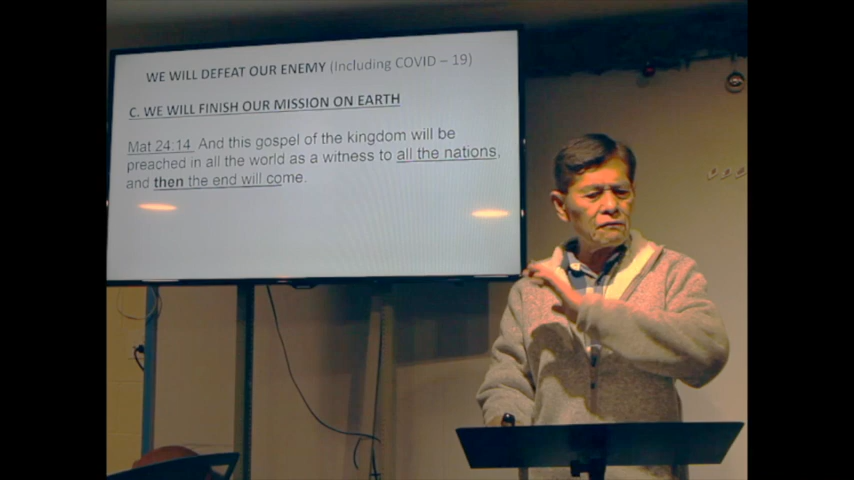 WE WILL DEFEAT OUR ENEMY (Including COVID – 19)
C. WE WILL FINISH OUR MISSION ON EARTH
Mat 24:14 And this gospel of the kingdom will be
preached in all the world as a witness to all the nations,
and then the end will come.